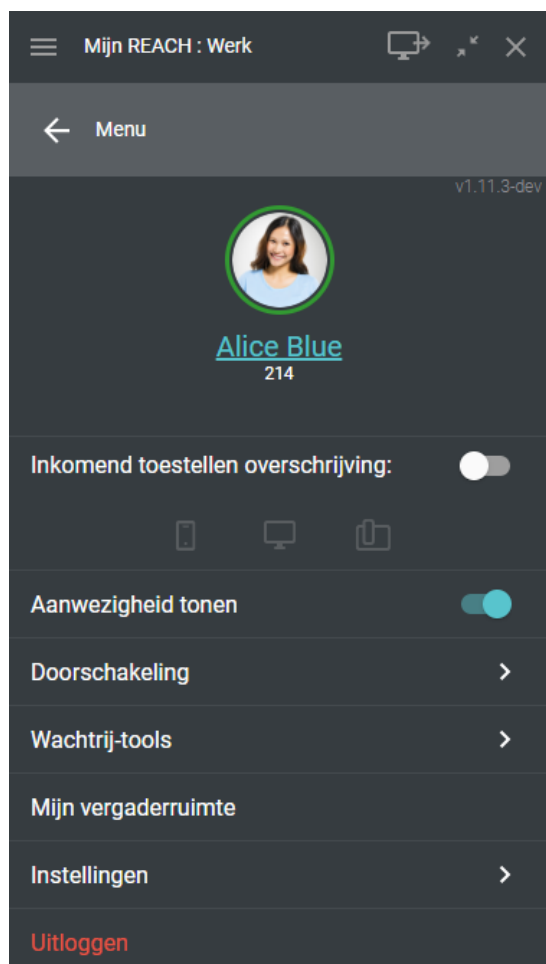 Mijn REACH : Werk
Menu
v1.11.3-dev
Alice Blue
214
Inkomend toestellen overschrijving:
Aanwezigheid tonen
Doorschakeling
Wachtrij-tools
Mijn vergaderruimte
Instellingen
Uitloggen